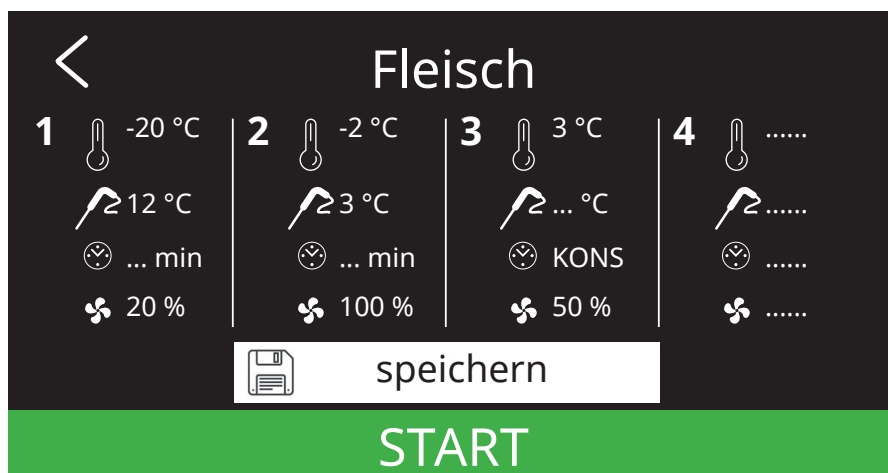 Fleisch
1 -20 °C 2 -2 °C 3 3 °C 4 ......
12 °C 3 °C ... °C ......
... min ... min KONS ......
20 % 100 % 50 % ......
speichern
START